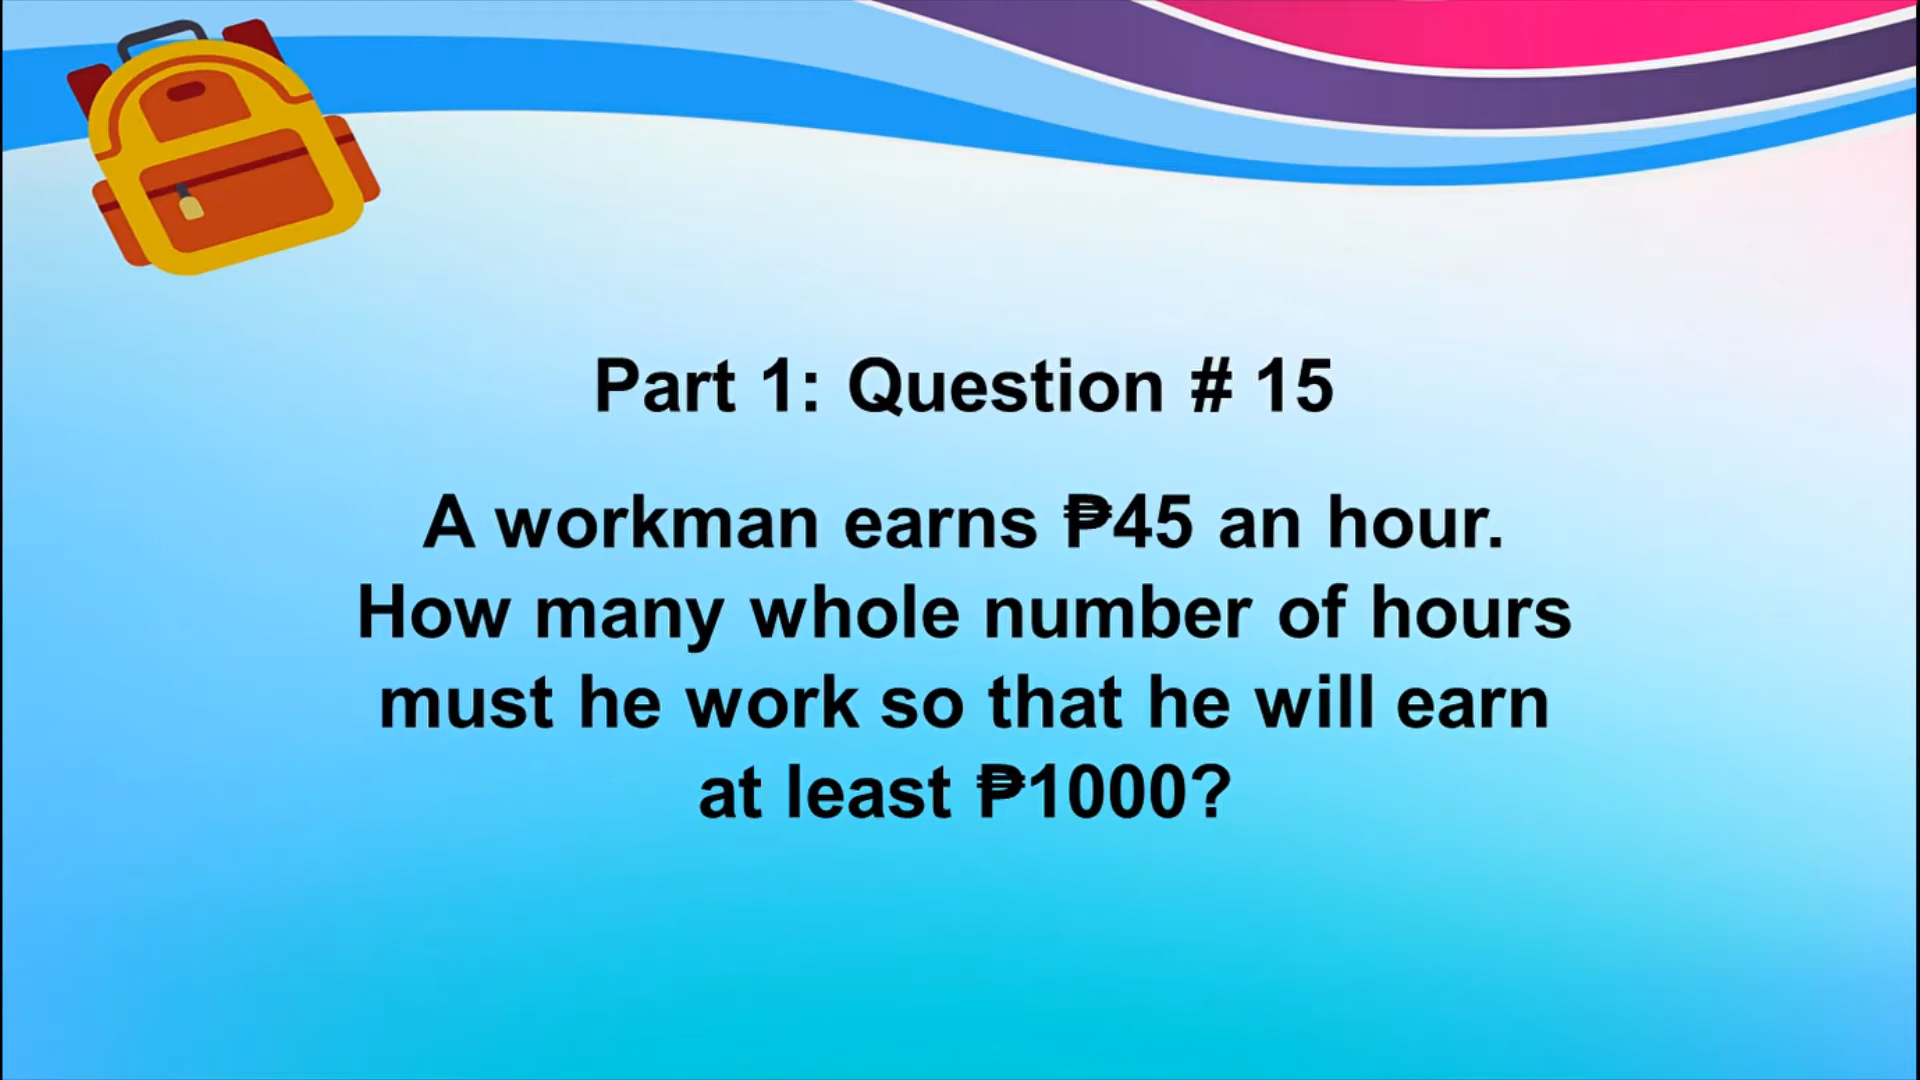 Part 1: Question # 15
A workman earns ₱45 an hour.
How many whole number of hours
must he work so that he will earn
at least ₱1000?